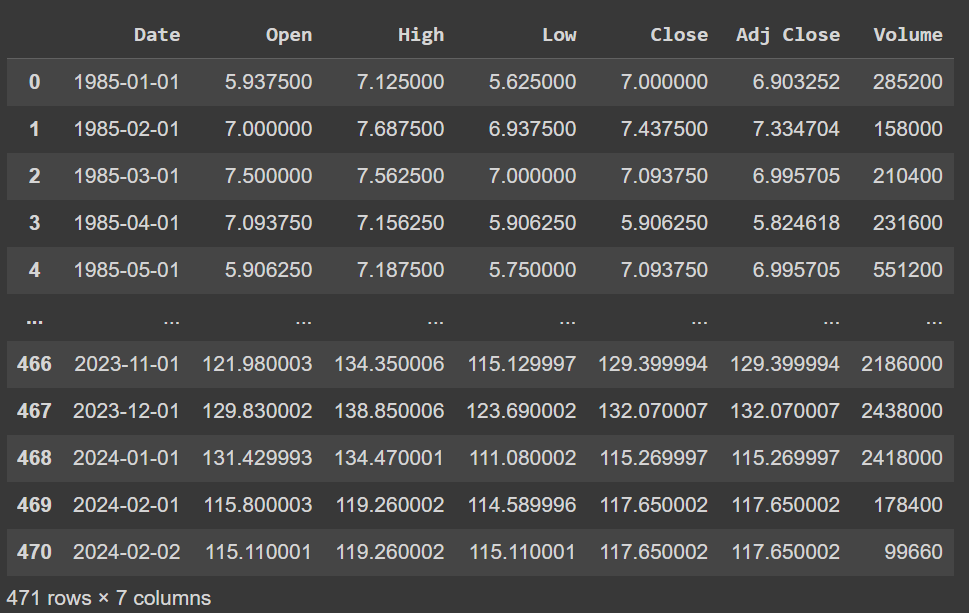 Date Open High Low Close Adj Close Volume
0 1985-01-01 5.937500 7.125000 5.625000 7.000000 6.903252 285200
1 1985-02-01 7.000000 7.687500 6.937500 7.437500 7.334704 158000
2 1985-03-01 7.500000 7.562500 7.000000 7.093750 6.995705 210400
3 1985-04-01 7.093750 7.156250 5.906250 5.906250 5.824618 231600
4 1985-05-01 5.906250 7.187500 5.750000 7.093750 6.995705 551200
... ... ... ... ... ... ... ...
466 2023-11-01 121.980003 134.350006 115.129997 129.399994 129.399994 2186000
467 2023-12-01 129.830002 138.850006 123.690002 132.070007 132.070007 2438000
468 2024-01-01 131.429993 134.470001 111.080002 115.269997 115.269997 2418000
469 2024-02-01 115.800003 119.260002 114.589996 117.650002 117.650002 178400
470 2024-02-02 115.110001 119.260002 115.110001 117.650002 117.650002 99660
471 rows × 7 columns